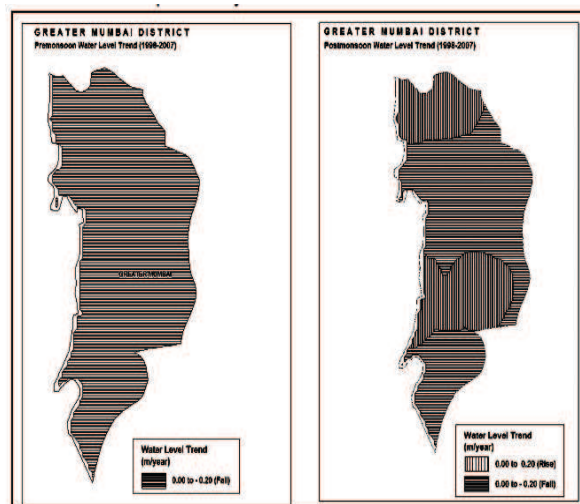 GREATER MUMBAI DISTRICT
Premonsoon Water Level Trend (1998-2007)
GREATER MUMBAI
Water Level Trend
(m/year)
0.00 to - 0.20 (Fall)
GREATER MUMBAI DISTRICT
Postmonsoon Water Level Trend (1998-2007)
Water Level Trend
(m/year)
0.00 to 0.20 (Rise)
0.00 to - 0.20 (Fall)